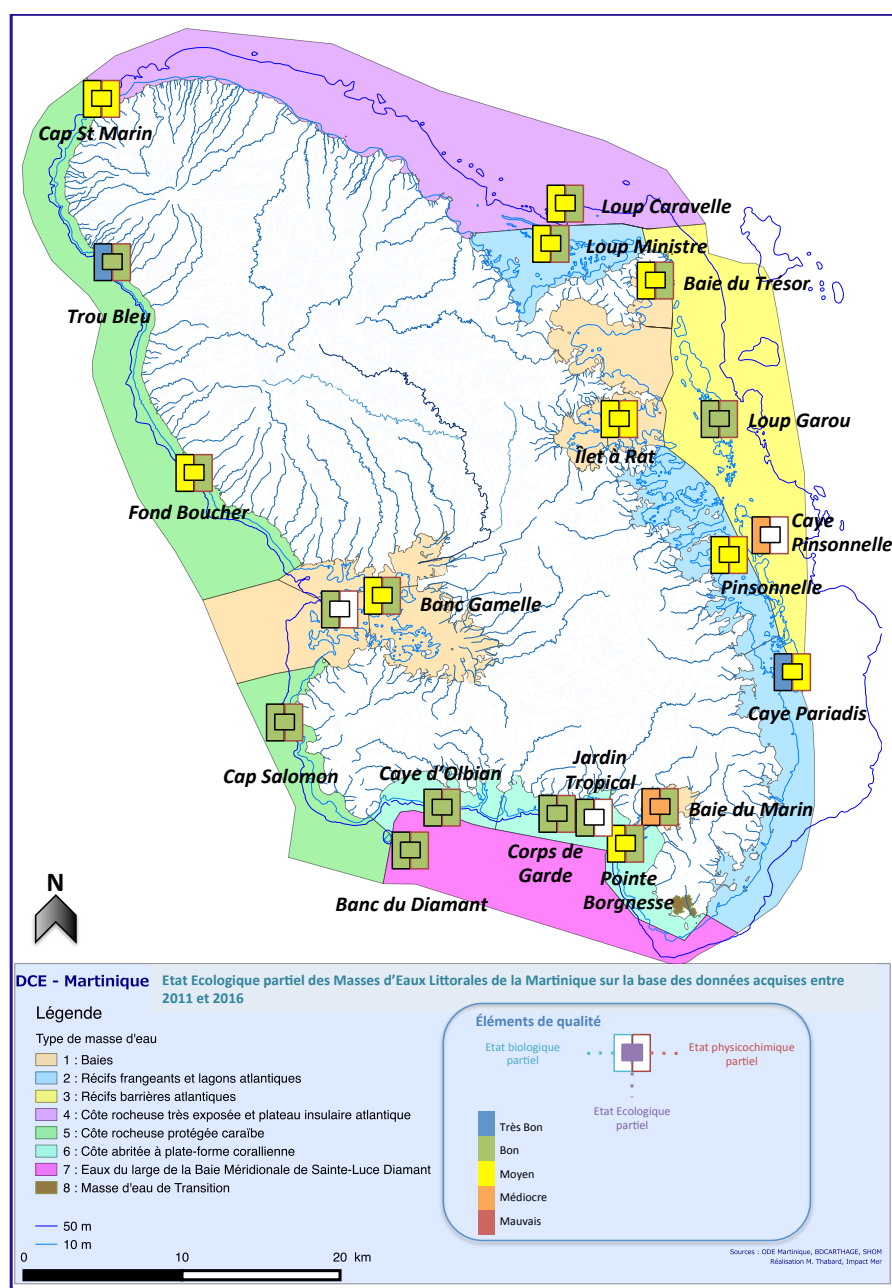 Cap St Marin
Loup Caravelle
Loup Ministre
Baie du Trésor
Trou Bleu
Loup Garou
Îlet à Rat
Fond Boucher
Caye
Pinsonnelle
Pinsonnelle
Banc Gamelle
Caye Pariadis
Cap Salomon
Caye d'Olbian
Jardin
Tropical
Baie du Marin
Corps de
Garde
Pointe
Borgnesse
Banc du Diamant
N
DCE - Martinique
Etat Ecologique partiel des Masses d'Eaux Littorales de la Martinique sur la base des données acquises entre
2011 et 2016
Légende
Type de masse d'eau
1 : Baies
2 : Récifs frangeants et lagons atlantiques
3 : Récifs barrières atlantiques
4 : Côte rocheuse très exposée et plateau insulaire atlantique
5 : Côte rocheuse protégée caraïbe
6 : Côte abritée à plate-forme corallienne
7 : Eaux du large de la Baie Méridionale de Sainte-Luce Diamant
8 : Masse d'eau de Transition
50 m
10 m
0 10 20 km
Éléments de qualité
Etat biologique
partiel
Etat physicochimique
partiel
Etat Ecologique
partiel
Très Bon
Bon
Moyen
Médiocre
Mauvais
Sources : ODE Martinique, BDCARTHAGE, SHOM
Réalisation M. Thabard, Impact Mer